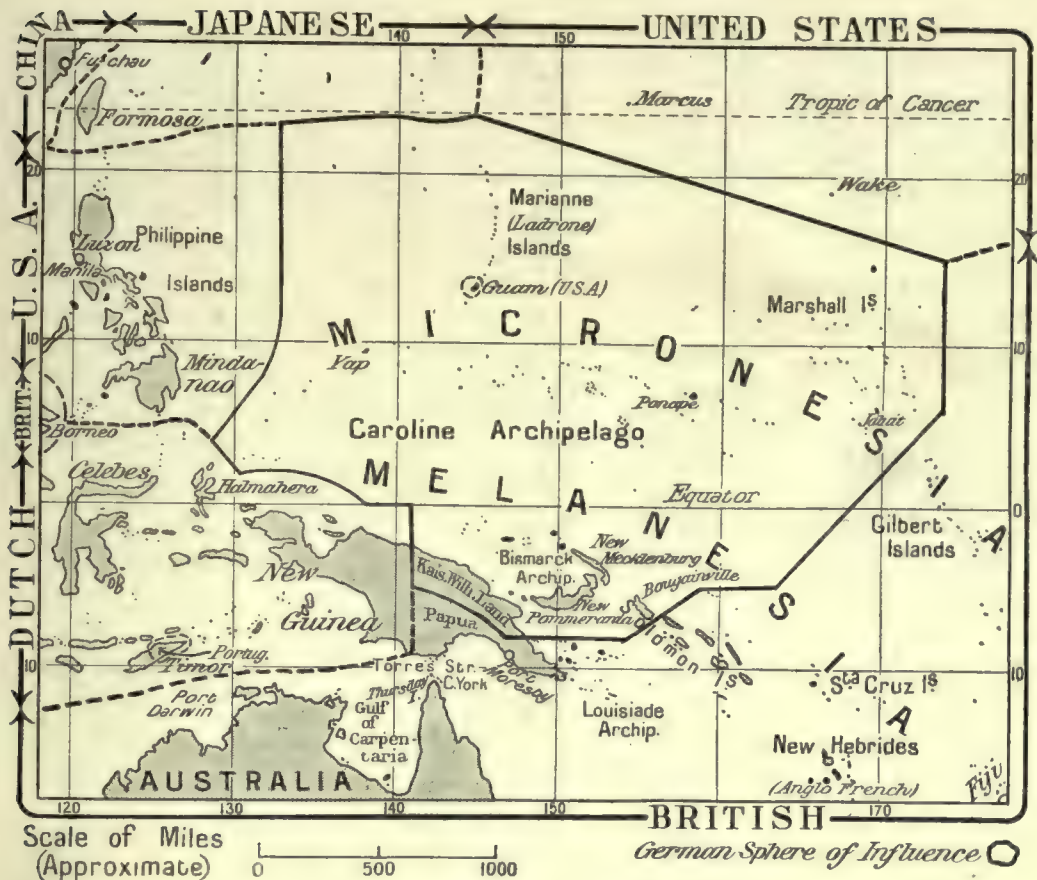 CHINA
JAPANESE
UNITED STATES
140
150
Fuchau
Formosa
Marcus
Tropic of Cancer
U.S.A.
20
20
Wake
Marianne
(Ladrone)
Islands
Philippine
Islands
Luzon
Manila
Guam (U.S.A)
Marshall Is
MICRONESIA
10
10
Yap
Minda-
nao
BRIT.
Ponape
Jaluit
Borneo
Caroline Archipelago
MELANESIA
Celebes
Halmahera
Equator
0
Gilbert
Islands
DUTCH
New
Guinea
Kais. Wilh. Land
Bismarck
Archip.
New
Mecklenburg
Bougainville
New
Pommerania
Papua
Solomon Is
Portug.
Timor
10
10
Torres Str.
C. York
Thursday I.
Port
Moresby
Sta Cruz Is
Port
Darwin
Gulf
of
Carpen-
taria
Louisiade
Archip.
New Hebrides
(Anglo French)
Fiji
AUSTRALIA
120
130
140
150
160
170
BRITISH
Scale of Miles
(Approximate)
0 500 1000
German Sphere of Influence